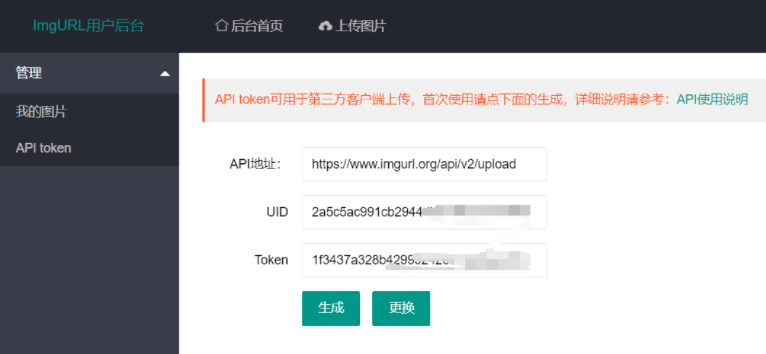 ImgURL用户后台
后台首页
上传图片
管理
我的图片
API token
API token可用于第三方客户端上传，首次使用请点下面的生成，详细说明请参考：API使用说明
API地址：
https://www.imgurl.org/api/v2/upload
UID
2a5c5ac991cb2944
Token
1f3437a328b4299
生成
更换